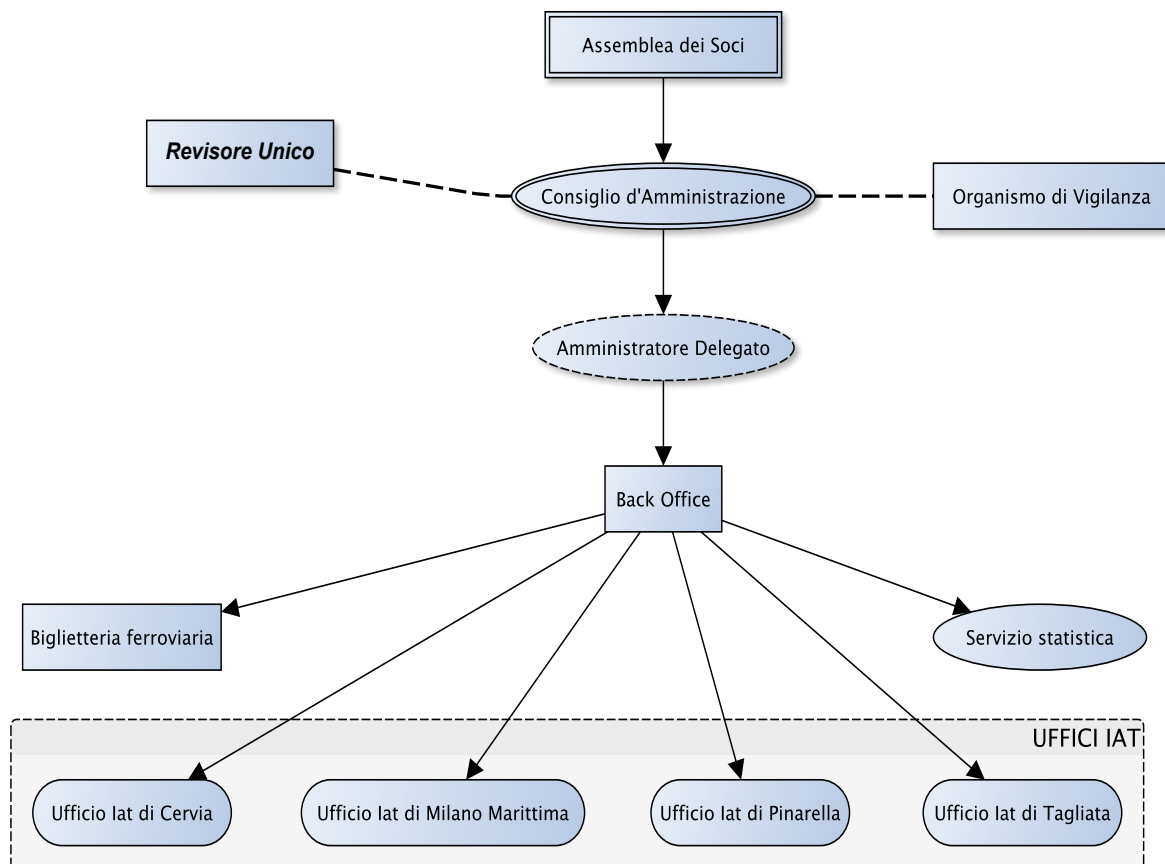 Assemblea dei Soci
Revisore Unico
Consiglio d'Amministrazione
Organismo di Vigilanza
Amministratore Delegato
Back Office
Biglietteria ferroviaria
Servizio statistica
UFFICI IAT
Ufficio Iat di Cervia
Ufficio Iat di Milano Marittima
Ufficio Iat di Pinarella
Ufficio Iat di Tagliata